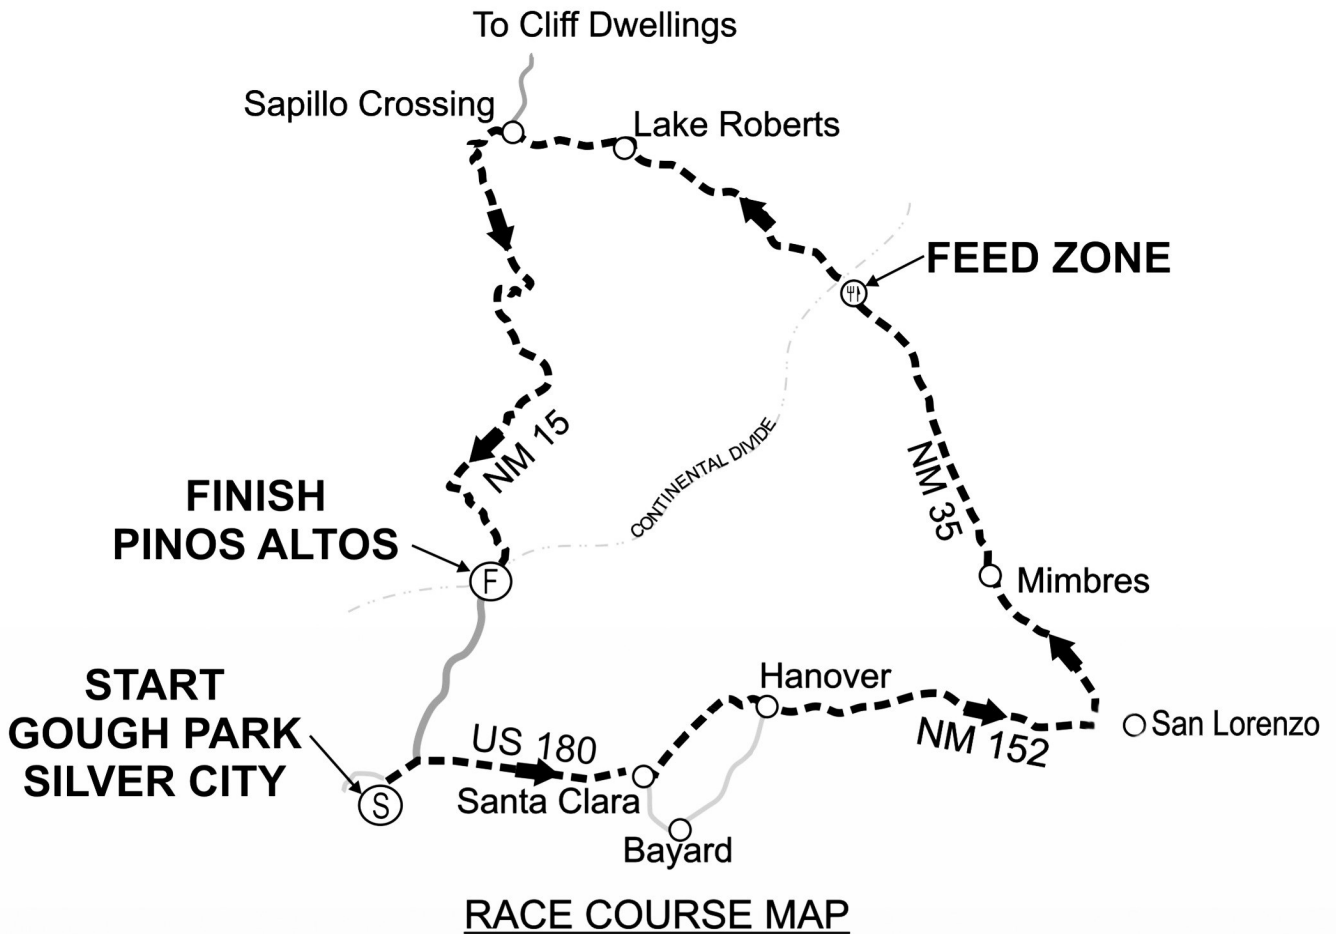 To Cliff Dwellings
Sapillo Crossing
Lake Roberts
FEED ZONE
NM 15
CONTINENTAL DIVIDE
NM 35
FINISH
PINOS ALTOS
F
Mimbres
START
GOUGH PARK
SILVER CITY
S
US 180
Santa Clara
Hanover
NM 152
San Lorenzo
Bayard
RACE COURSE MAP